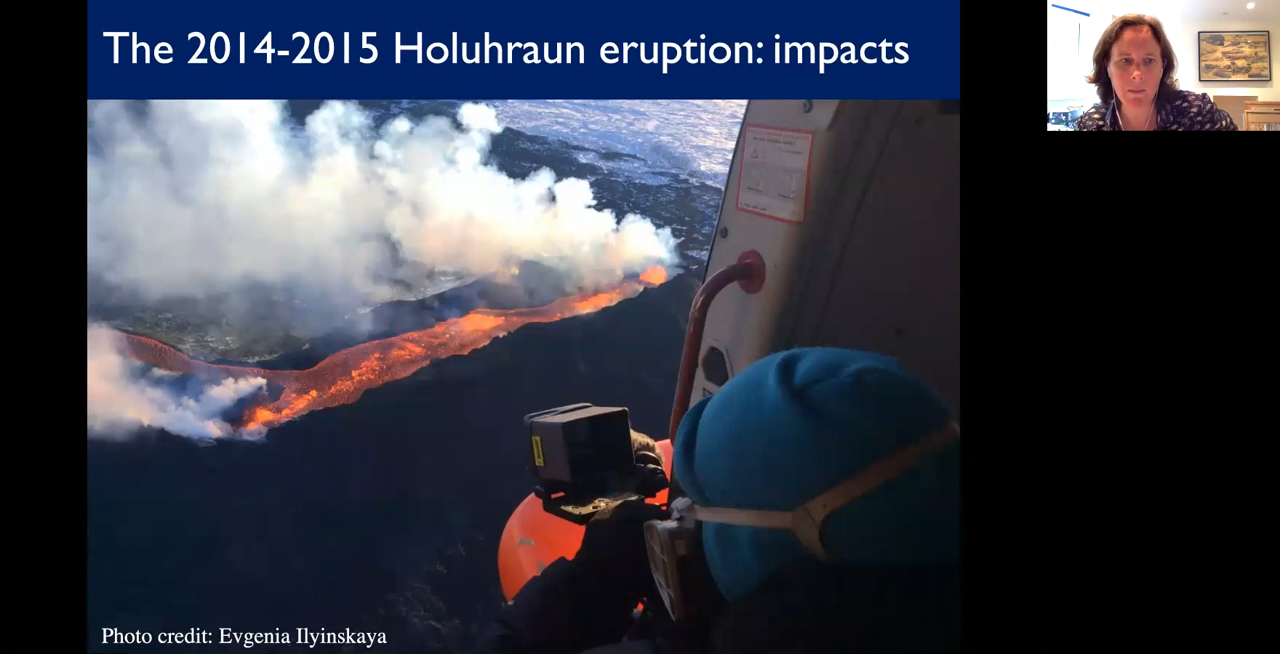 The 2014-2015 Holuhraun eruption: impacts
Photo credit: Evgenia Ilyinskaya